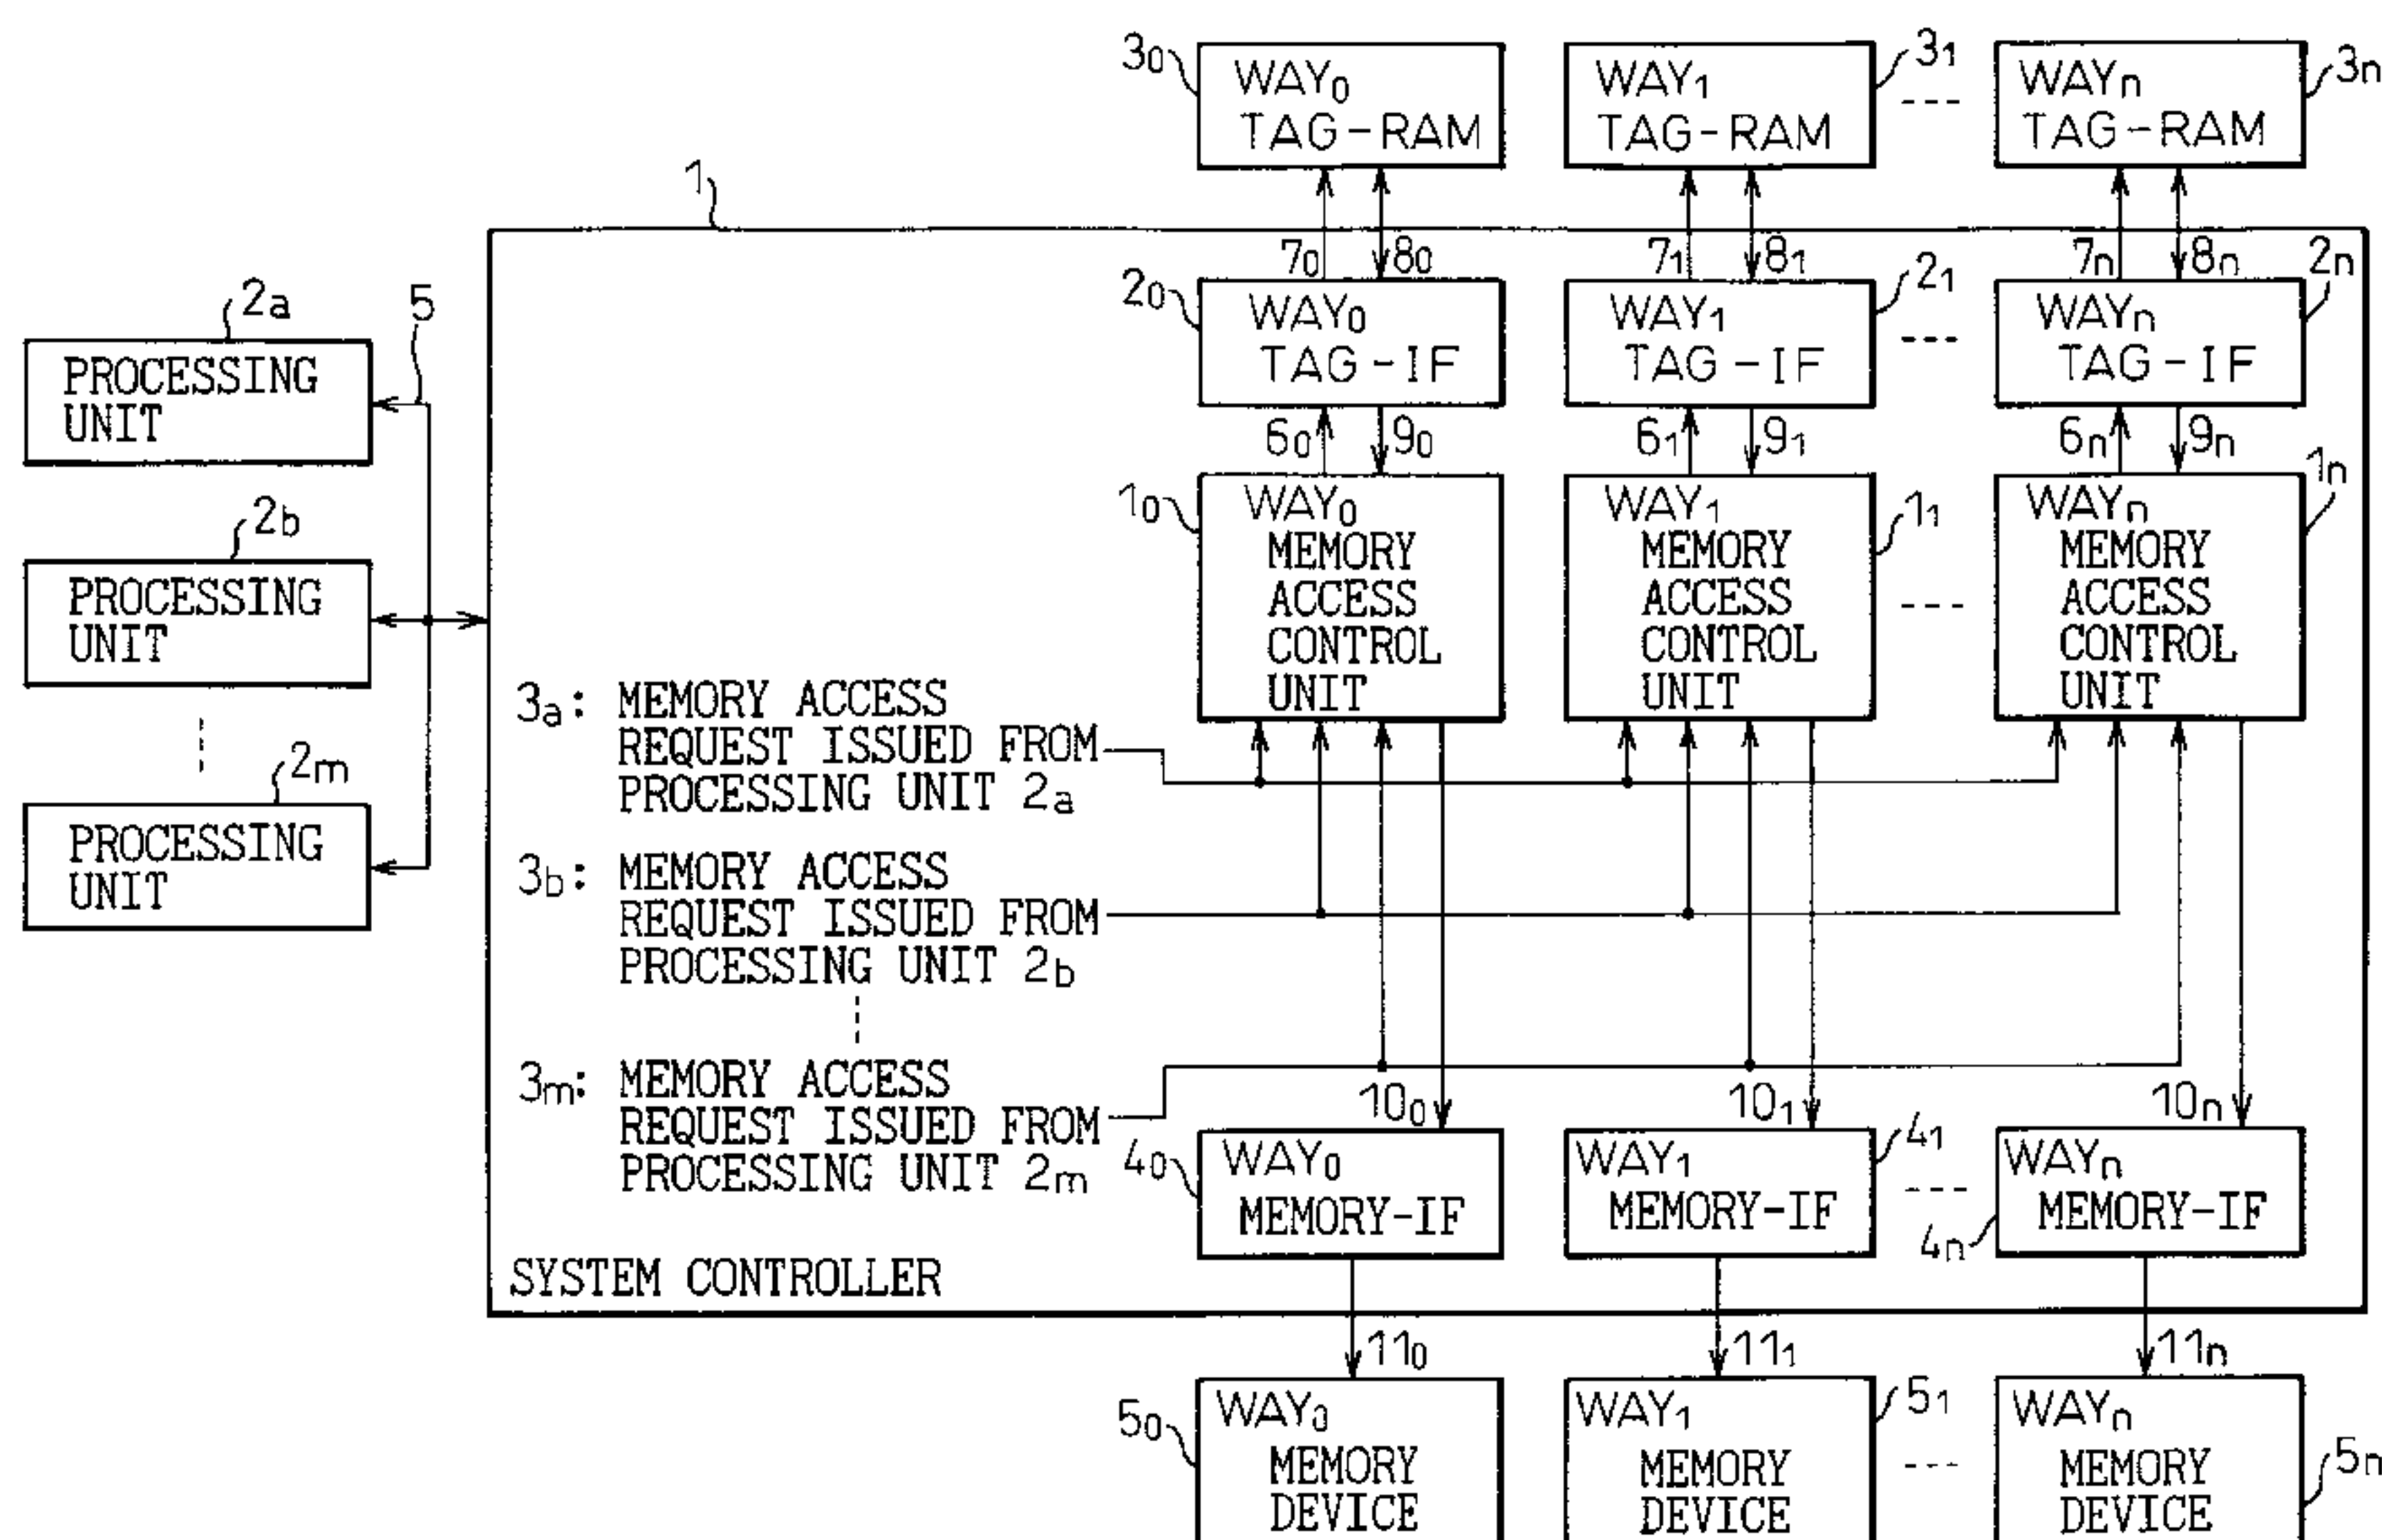 3₀
WAY₀
TAG-RAM
WAY₁
TAG-RAM
3₁
WAYₙ
TAG-RAM
3ₙ
1
7₀
8₀
7₁
8₁
7ₙ
8ₙ
2₀
WAY₀
TAG-IF
WAY₁
TAG-IF
2₁
WAYₙ
TAG-IF
2ₙ
6₀
9₀
6₁
9₁
6ₙ
9ₙ
1₀
WAY₀
MEMORY
ACCESS
CONTROL
UNIT
WAY₁
MEMORY
ACCESS
CONTROL
UNIT
1₁
WAYₙ
MEMORY
ACCESS
CONTROL
UNIT
1ₙ
2a
5
PROCESSING
UNIT
2b
PROCESSING
UNIT
2m
PROCESSING
UNIT
3a: MEMORY ACCESS
REQUEST ISSUED FROM
PROCESSING UNIT 2a
3b: MEMORY ACCESS
REQUEST ISSUED FROM
PROCESSING UNIT 2b
3m: MEMORY ACCESS
REQUEST ISSUED FROM
PROCESSING UNIT 2m
10₀
10₁
10ₙ
4₀
WAY₀
MEMORY-IF
WAY₁
MEMORY-IF
4₁
WAYₙ
MEMORY-IF
4ₙ
SYSTEM CONTROLLER
11₀
11₁
11ₙ
5₀
WAY₀
MEMORY
DEVICE
WAY₁
MEMORY
DEVICE
5₁
WAYₙ
MEMORY
DEVICE
5ₙ